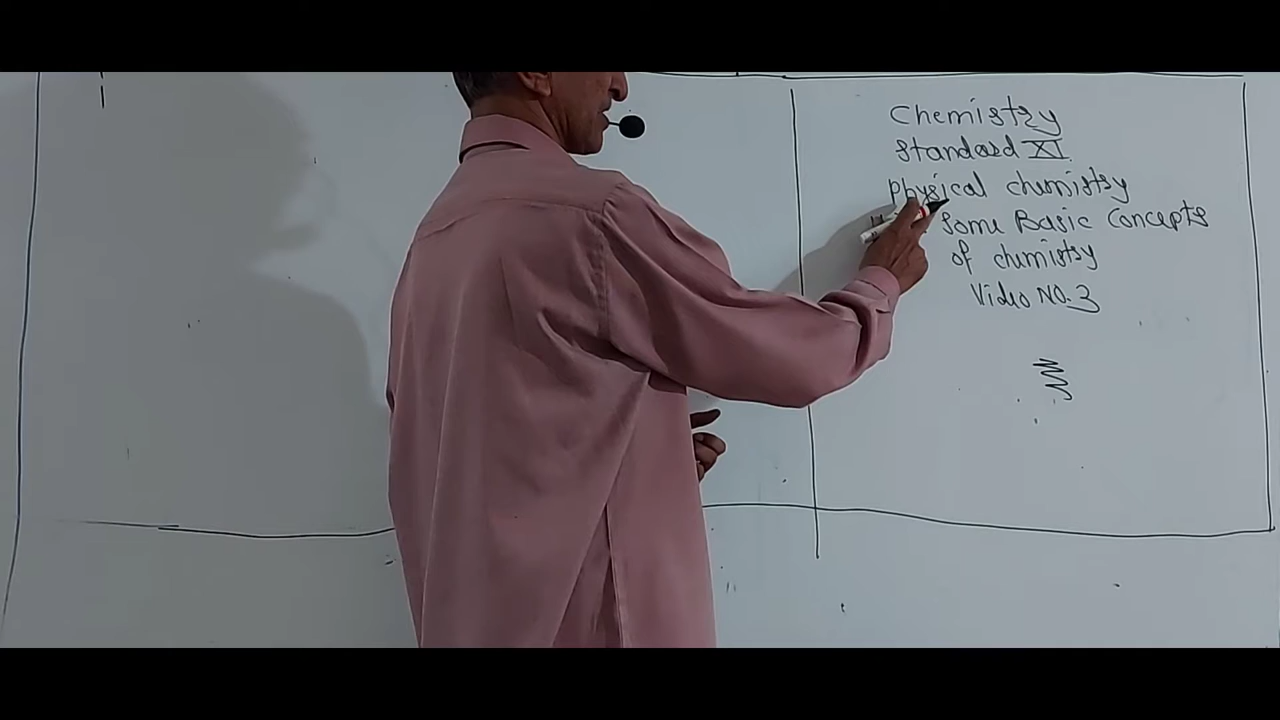 Chemistry
Standard XI.
Physical chemistry
Some Basic Concepts
of chemistry
Video NO. 3